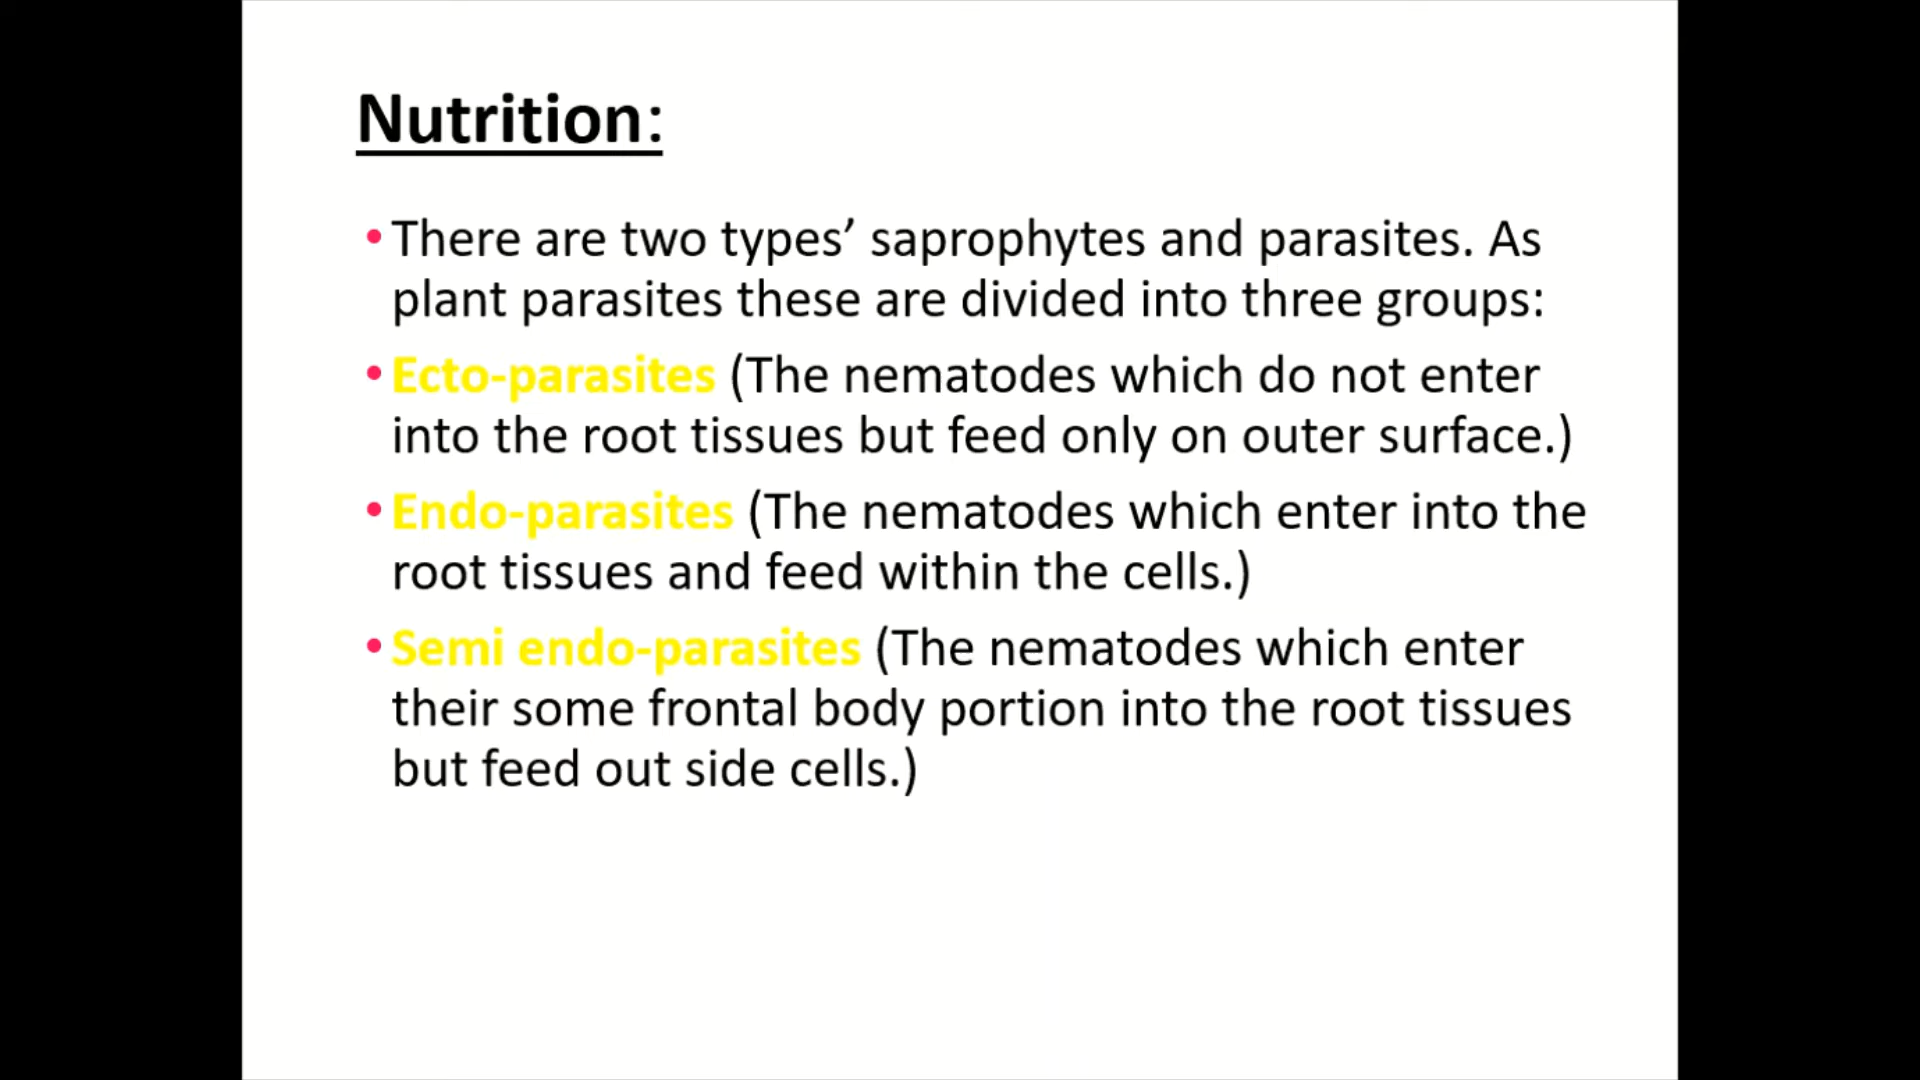 Nutrition:
• There are two types’ saprophytes and parasites. As
plant parasites these are divided into three groups:
• Ecto-parasites (The nematodes which do not enter
into the root tissues but feed only on outer surface.)
• Endo-parasites (The nematodes which enter into the
root tissues and feed within the cells.)
• Semi endo-parasites (The nematodes which enter
their some frontal body portion into the root tissues
but feed out side cells.)